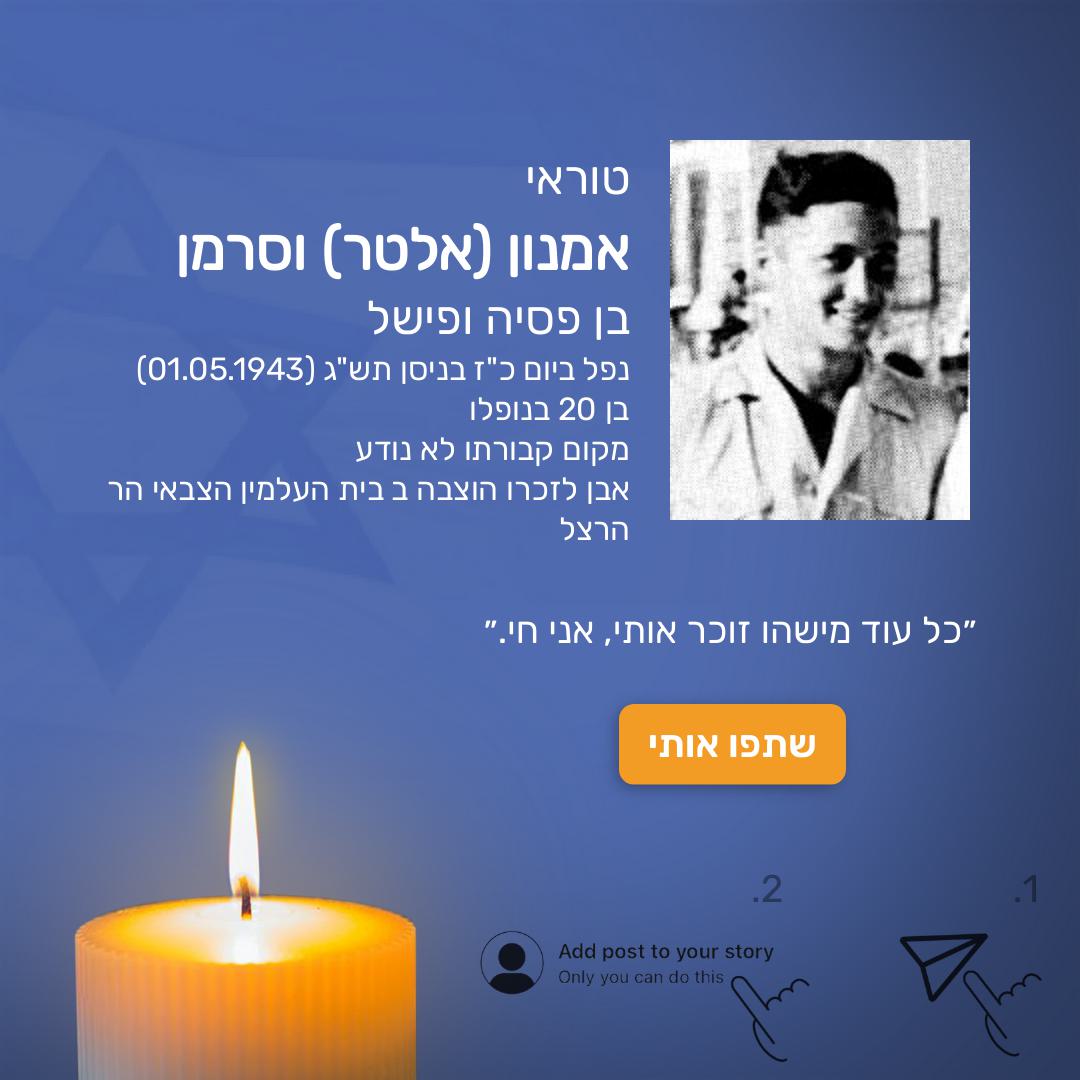 טוראי
אמנון (אלטר) וסרמן
בן פסיה ופישל
נפל ביום כ"ז בניסן תש"ג (01.05.1943)
בן 20 בנופלו
מקום קבורתו לא נודע
אבן לזכרו הוצבה ב בית העלמין הצבאי הר
הרצל
״כל עוד מישהו זוכר אותי, אני חי.״
שתפו אותי
.1
.2
Add post to your story
Only you can do this